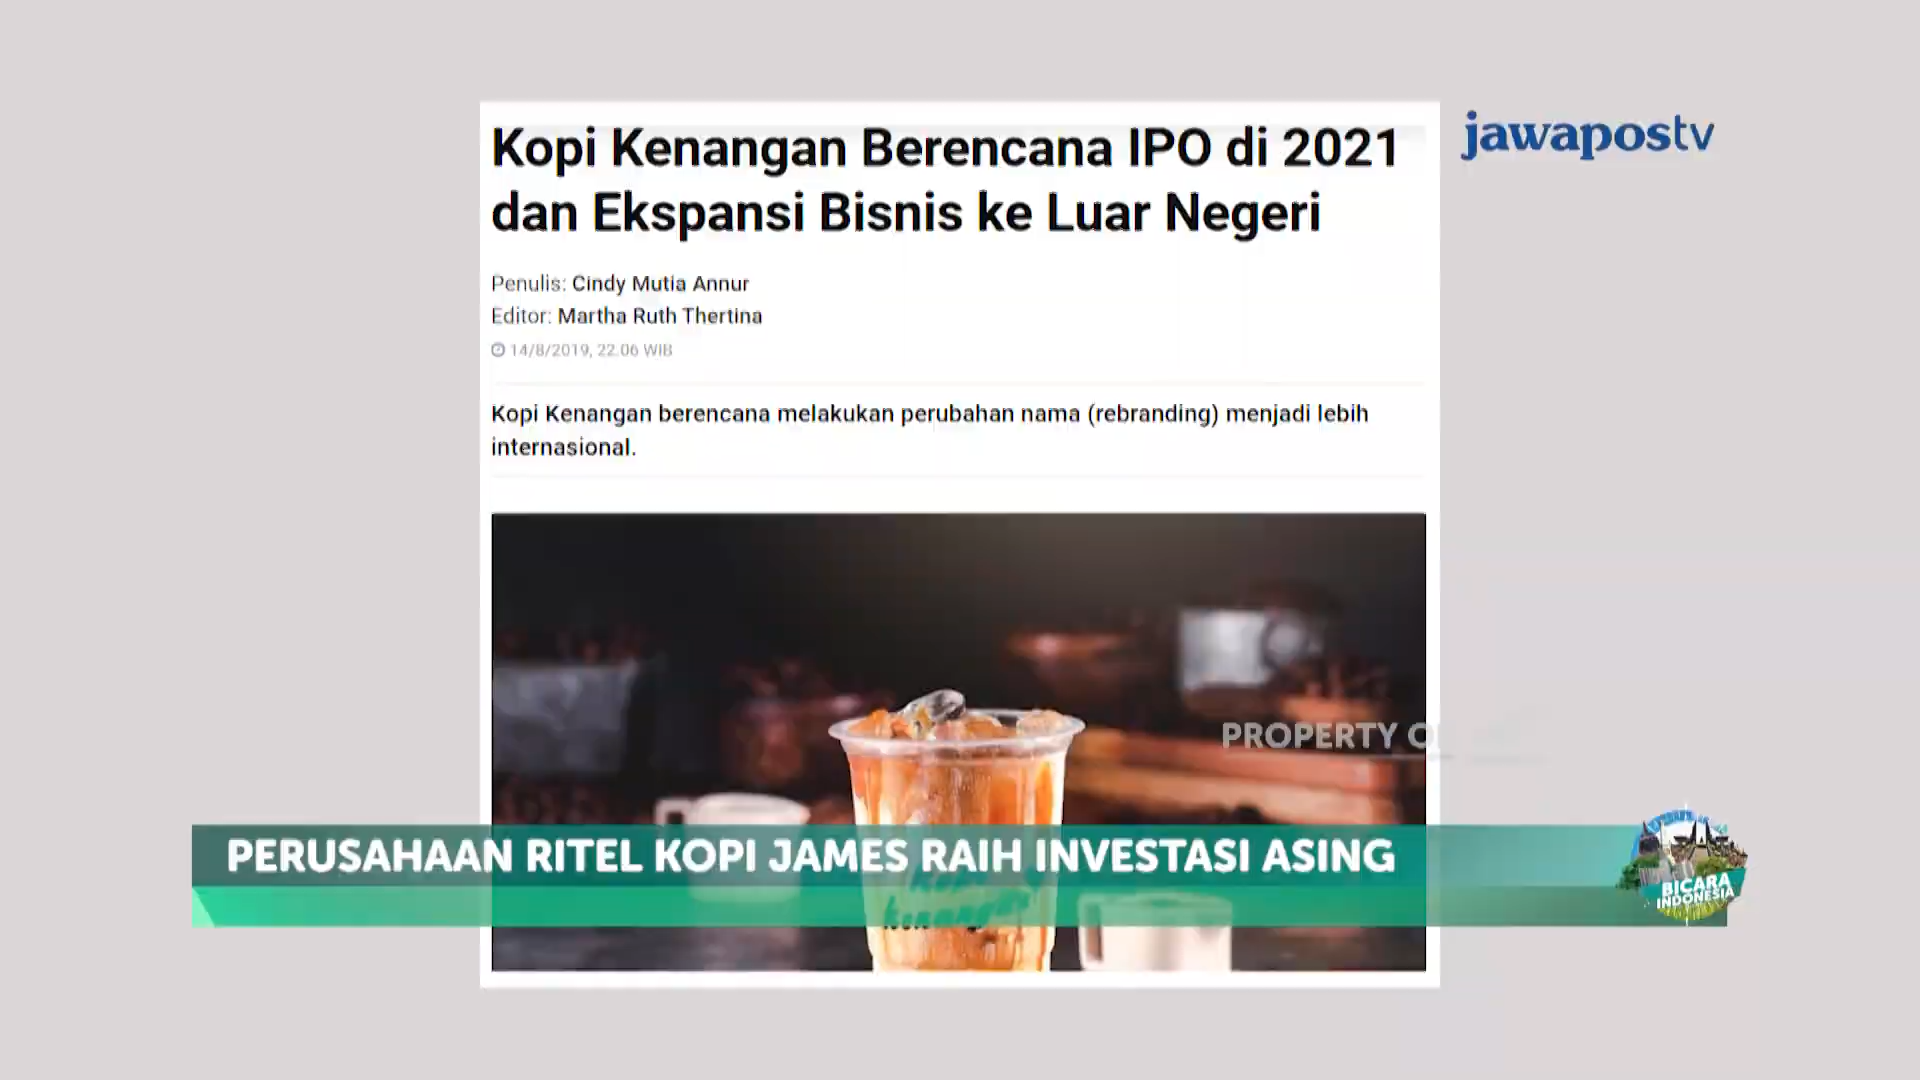 Kopi Kenangan Berencana IPO di 2021
dan Ekspansi Bisnis ke Luar Negeri
jawapostv
Penulis: Cindy Mutia Annur
Editor: Martha Ruth Thertina
14/8/2019, 22.06 WIB
Kopi Kenangan berencana melakukan perubahan nama (rebranding) menjadi lebih
internasional.
PROPERTY
PERUSAHAAN RITEL KOPI JAMES RAIH INVESTASI ASING
BICARA
INDONESIA
kopi
kenangan